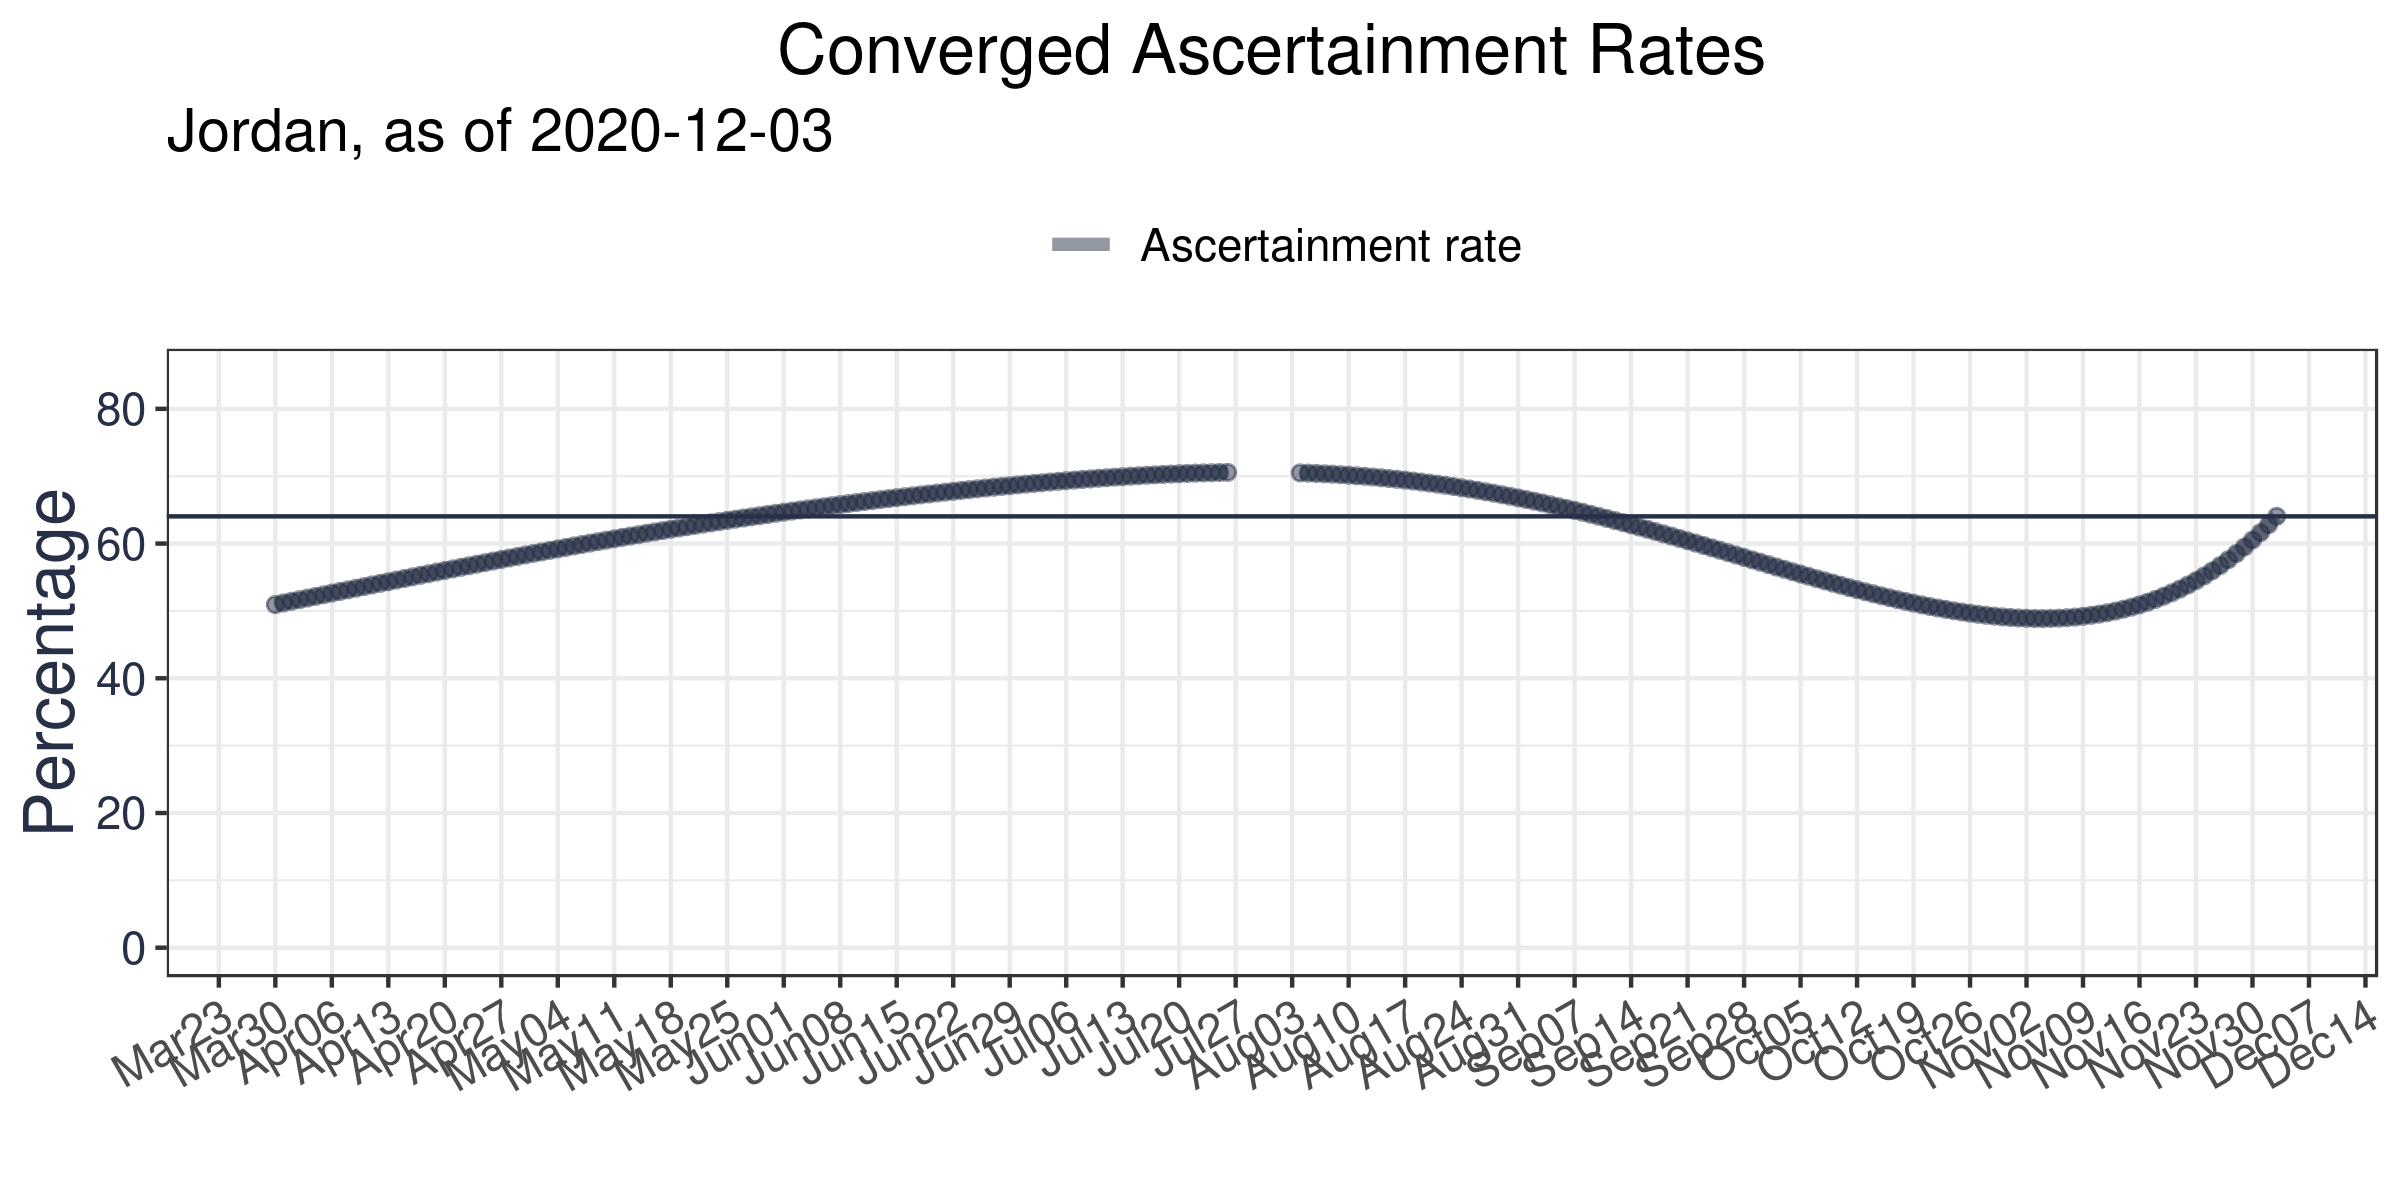 Converged Ascertainment Rates
Jordan, as of 2020-12-03
Ascertainment rate
Percentage
80
60
40
20
0
Mar23 Mar30 Apr06 Apr13 Apr20 Apr27 May04 May11 May18 May25 Jun01 Jun08 Jun15 Jun22 Jun29 Jul06 Jul13 Jul20 Jul27 Aug03 Aug10 Aug17 Aug24 Aug31 Sep07 Sep14 Sep21 Sep28 Oct05 Oct12 Oct19 Oct26 Nov02 Nov09 Nov16 Nov23 Nov30 Dec07 Dec14